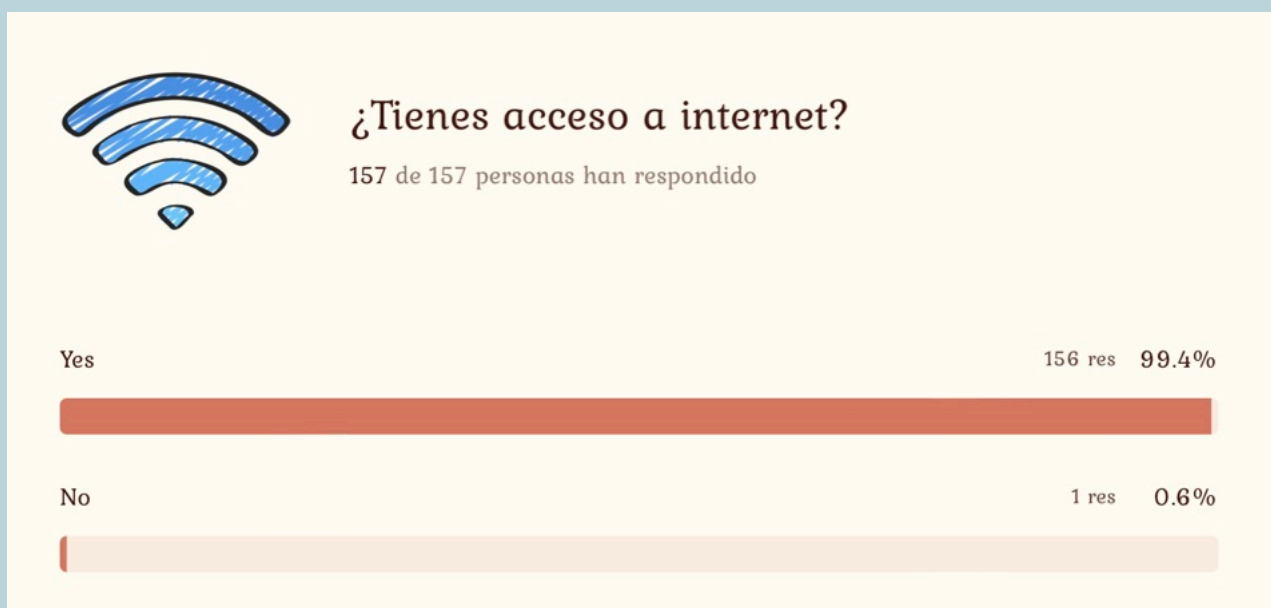 ¿Tienes acceso a internet?
157 de 157 personas han respondido
Yes 156 res 99.4%
No 1 res 0.6%